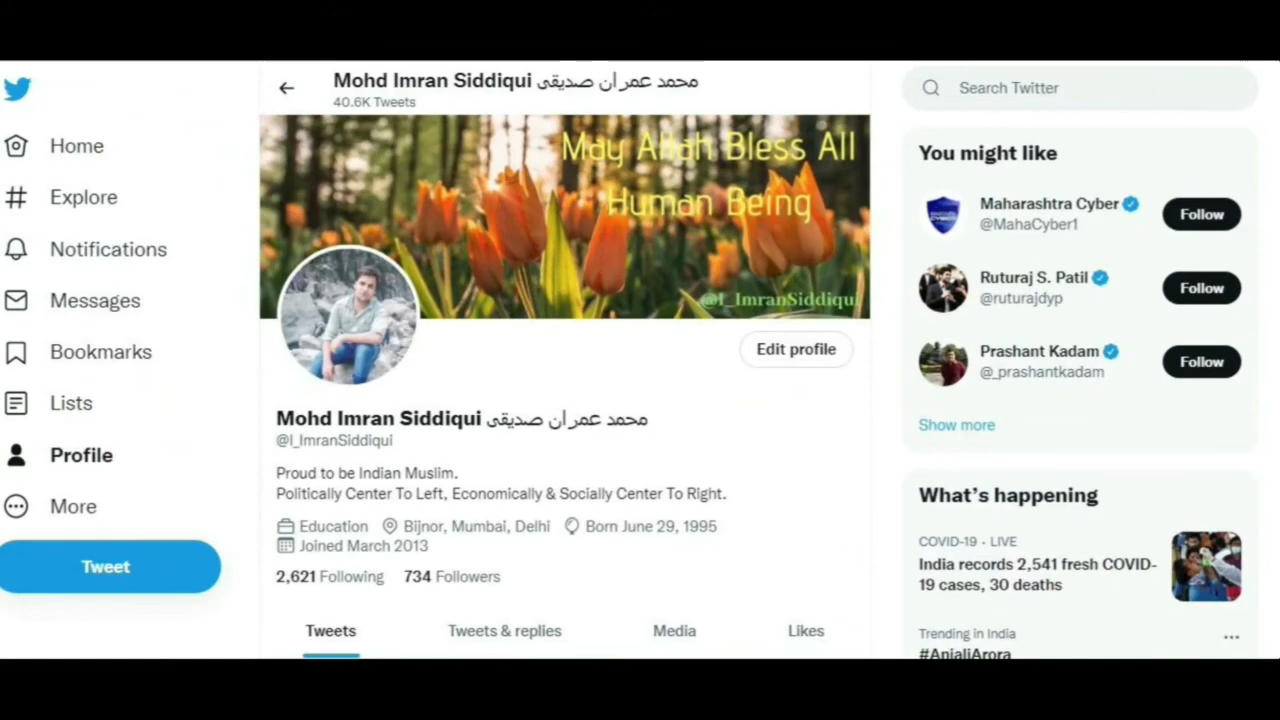 Mohd Imran Siddiqui محمد عمران صدیقی
40.6K Tweets
May Allah Bless All
Human Being
@I_ImranSiddiqui
Home
Explore
Notifications
Messages
Bookmarks
Lists
Profile
More
Tweet
Edit profile
Mohd Imran Siddiqui محمد عمران صدیقی
@I_ImranSiddiqui
Proud to be Indian Muslim.
Politically Center To Left, Economically & Socially Center To Right.
Education Bijnor, Mumbai, Delhi Born June 29, 1995
Joined March 2013
2,621 Following 734 Followers
Tweets Tweets & replies Media Likes
Search Twitter
You might like
Maharashtra Cyber
@MahaCyber1
Follow
Ruturaj S. Patil
@ruturajdyp
Follow
Prashant Kadam
@_prashantkadam
Follow
Show more
What's happening
COVID-19 · LIVE
India records 2,541 fresh COVID-
19 cases, 30 deaths
Trending in India
#AnjaliArora